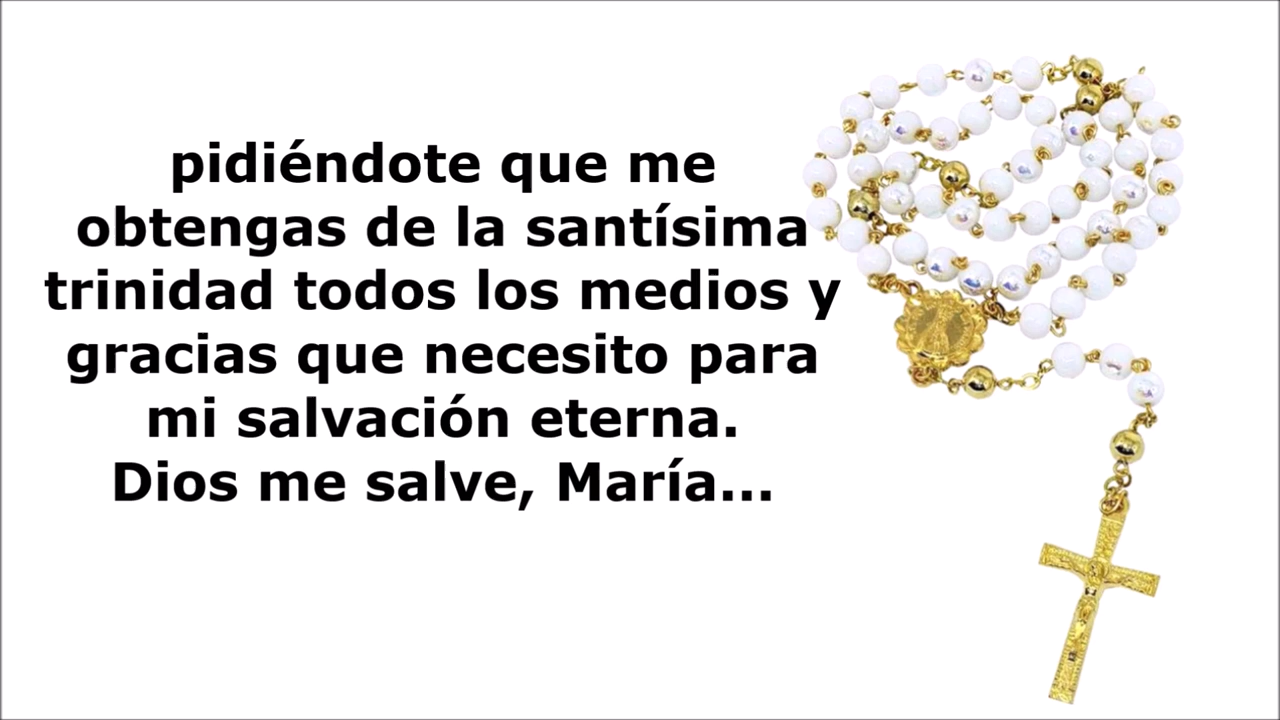 pidiéndote que me
obtengas de la santísima
trinidad todos los medios y
gracias que necesito para
mi salvación eterna.
Dios me salve, María...